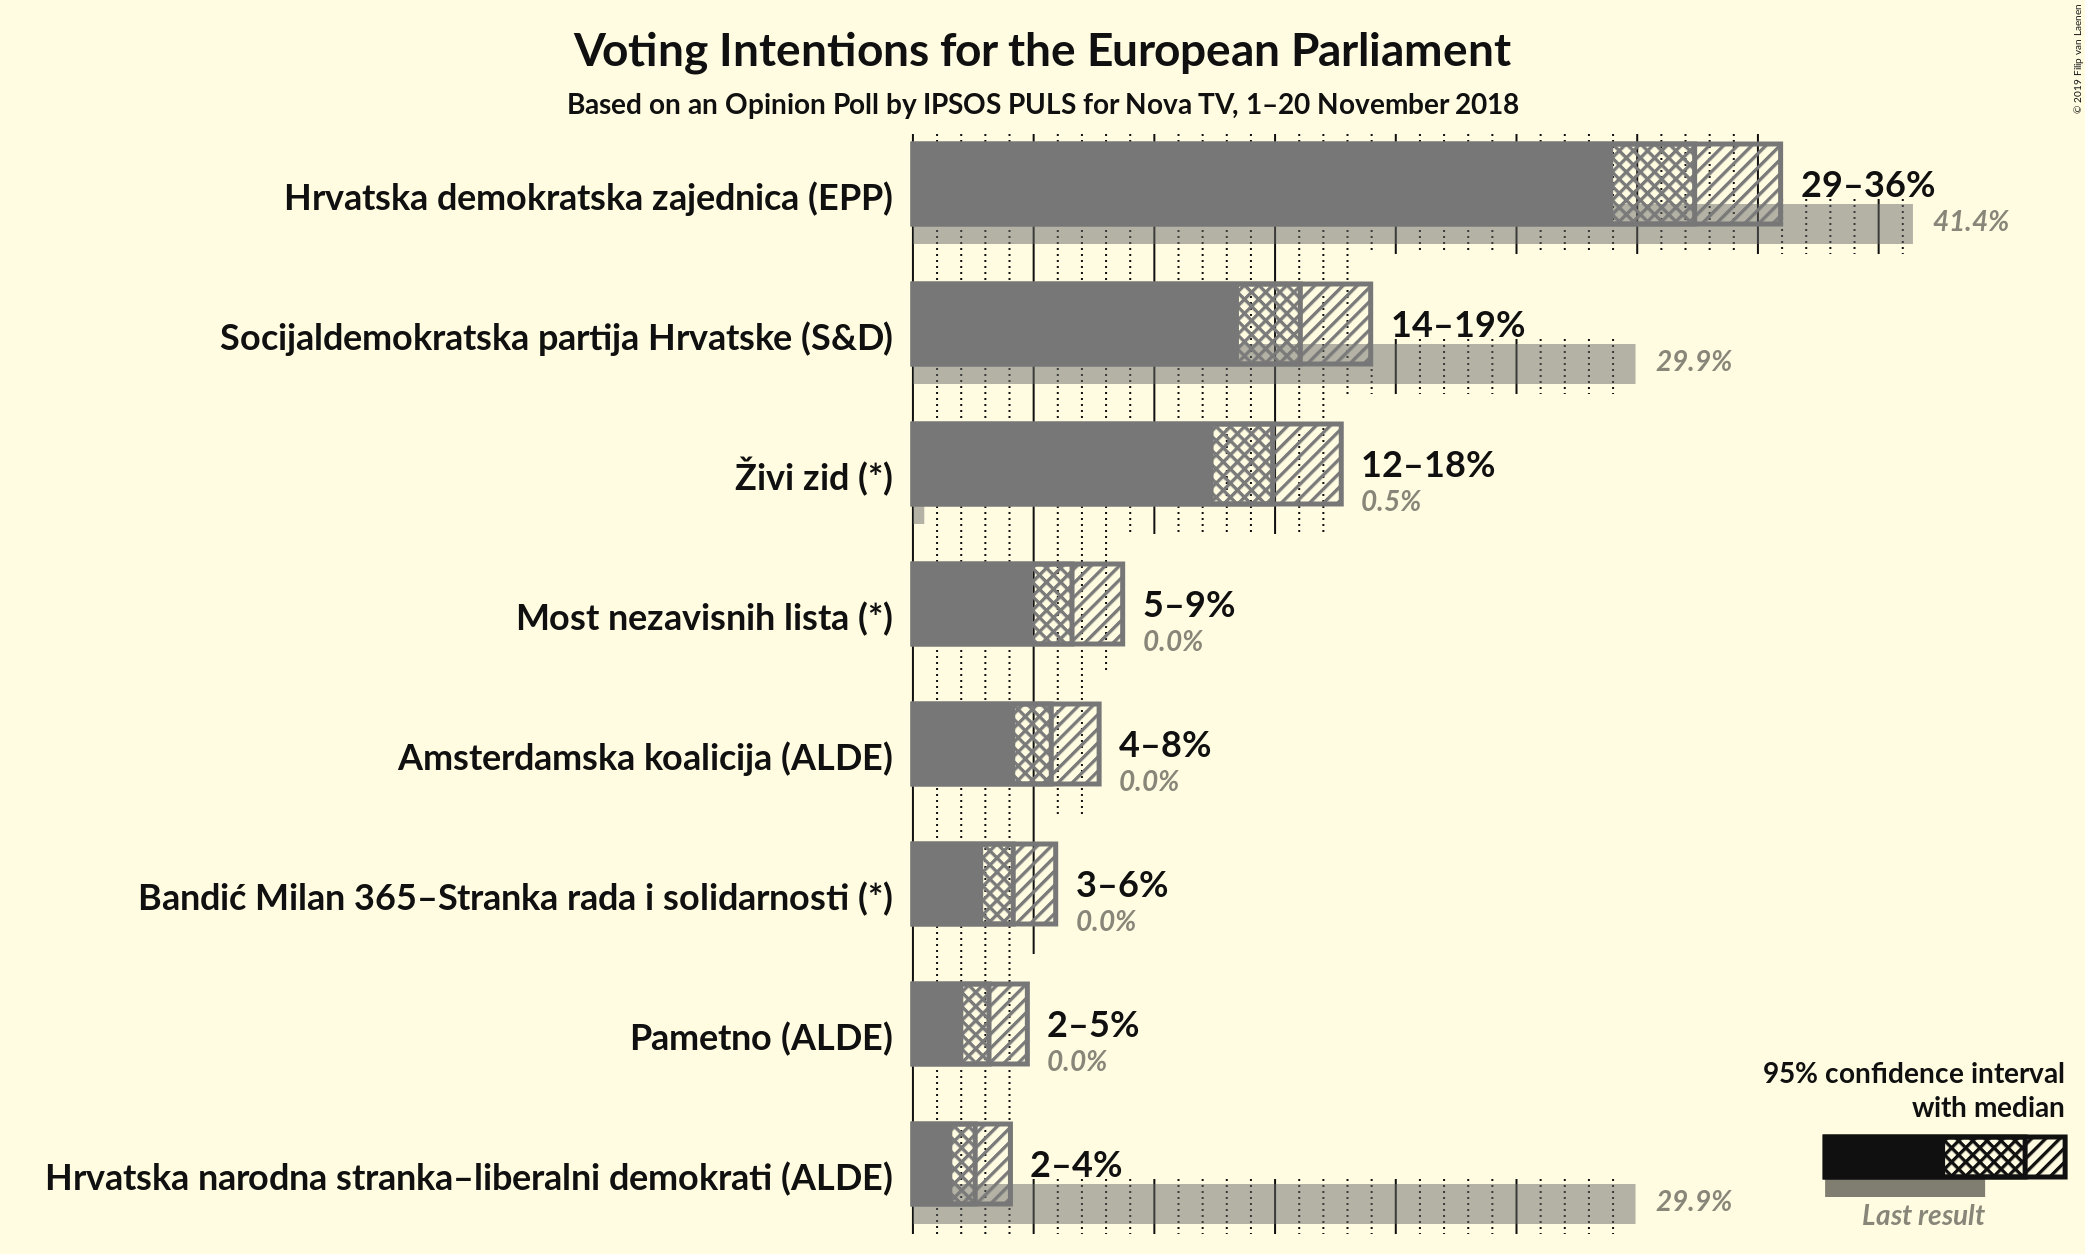 Voting Intentions for the European Parliament
Based on an Opinion Poll by IPSOS PULS for Nova TV, 1–20 November 2018
© 2019 Filip van Laenen
Hrvatska demokratska zajednica (EPP)
29–36%
41.4%
Socijaldemokratska partija Hrvatske (S&D)
14–19%
29.9%
Živi zid (*)
12–18%
0.5%
Most nezavisnih lista (*)
5–9%
0.0%
Amsterdamska koalicija (ALDE)
4–8%
0.0%
Bandić Milan 365–Stranka rada i solidarnosti (*)
3–6%
0.0%
Pametno (ALDE)
2–5%
0.0%
Hrvatska narodna stranka–liberalni demokrati (ALDE)
2–4%
29.9%
95% confidence interval
with median
Last result